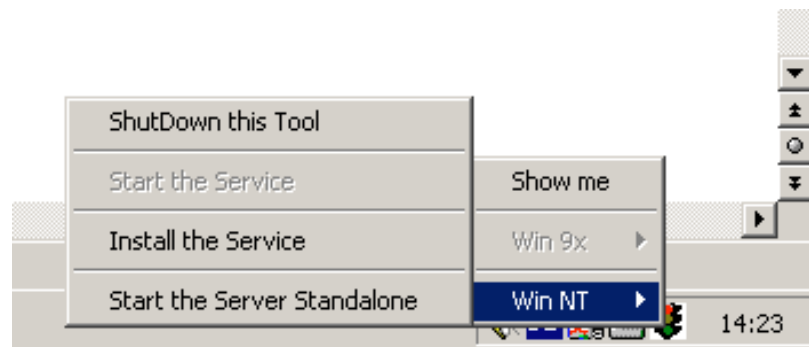 ShutDown this Tool
Start the Service
Install the Service
Start the Server Standalone
Show me
Win 9x
Win NT
14:23